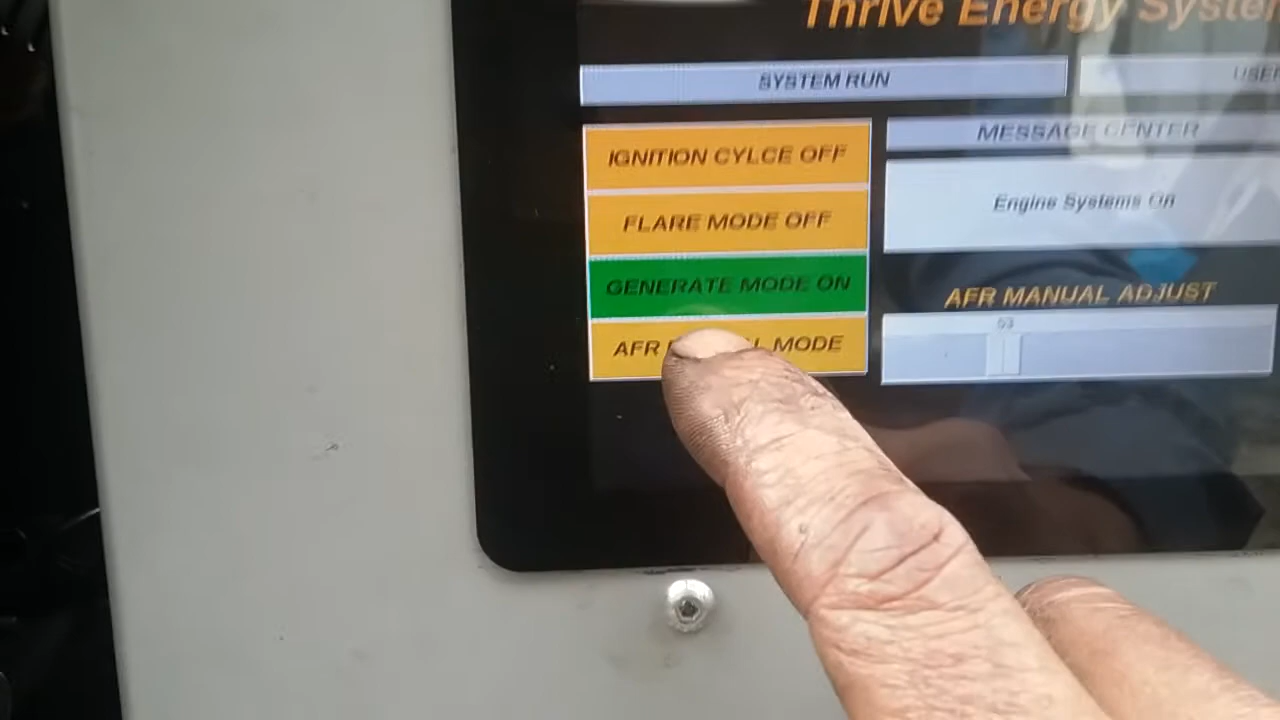 Thrive Energy
SYSTEM RUN
IGNITION CYLCE OFF
MESSAGE CENTER
FLARE MODE OFF
Engine Systems On
GENERATE MODE ON
AFR MANUAL ADJUST
53
AFR MODE